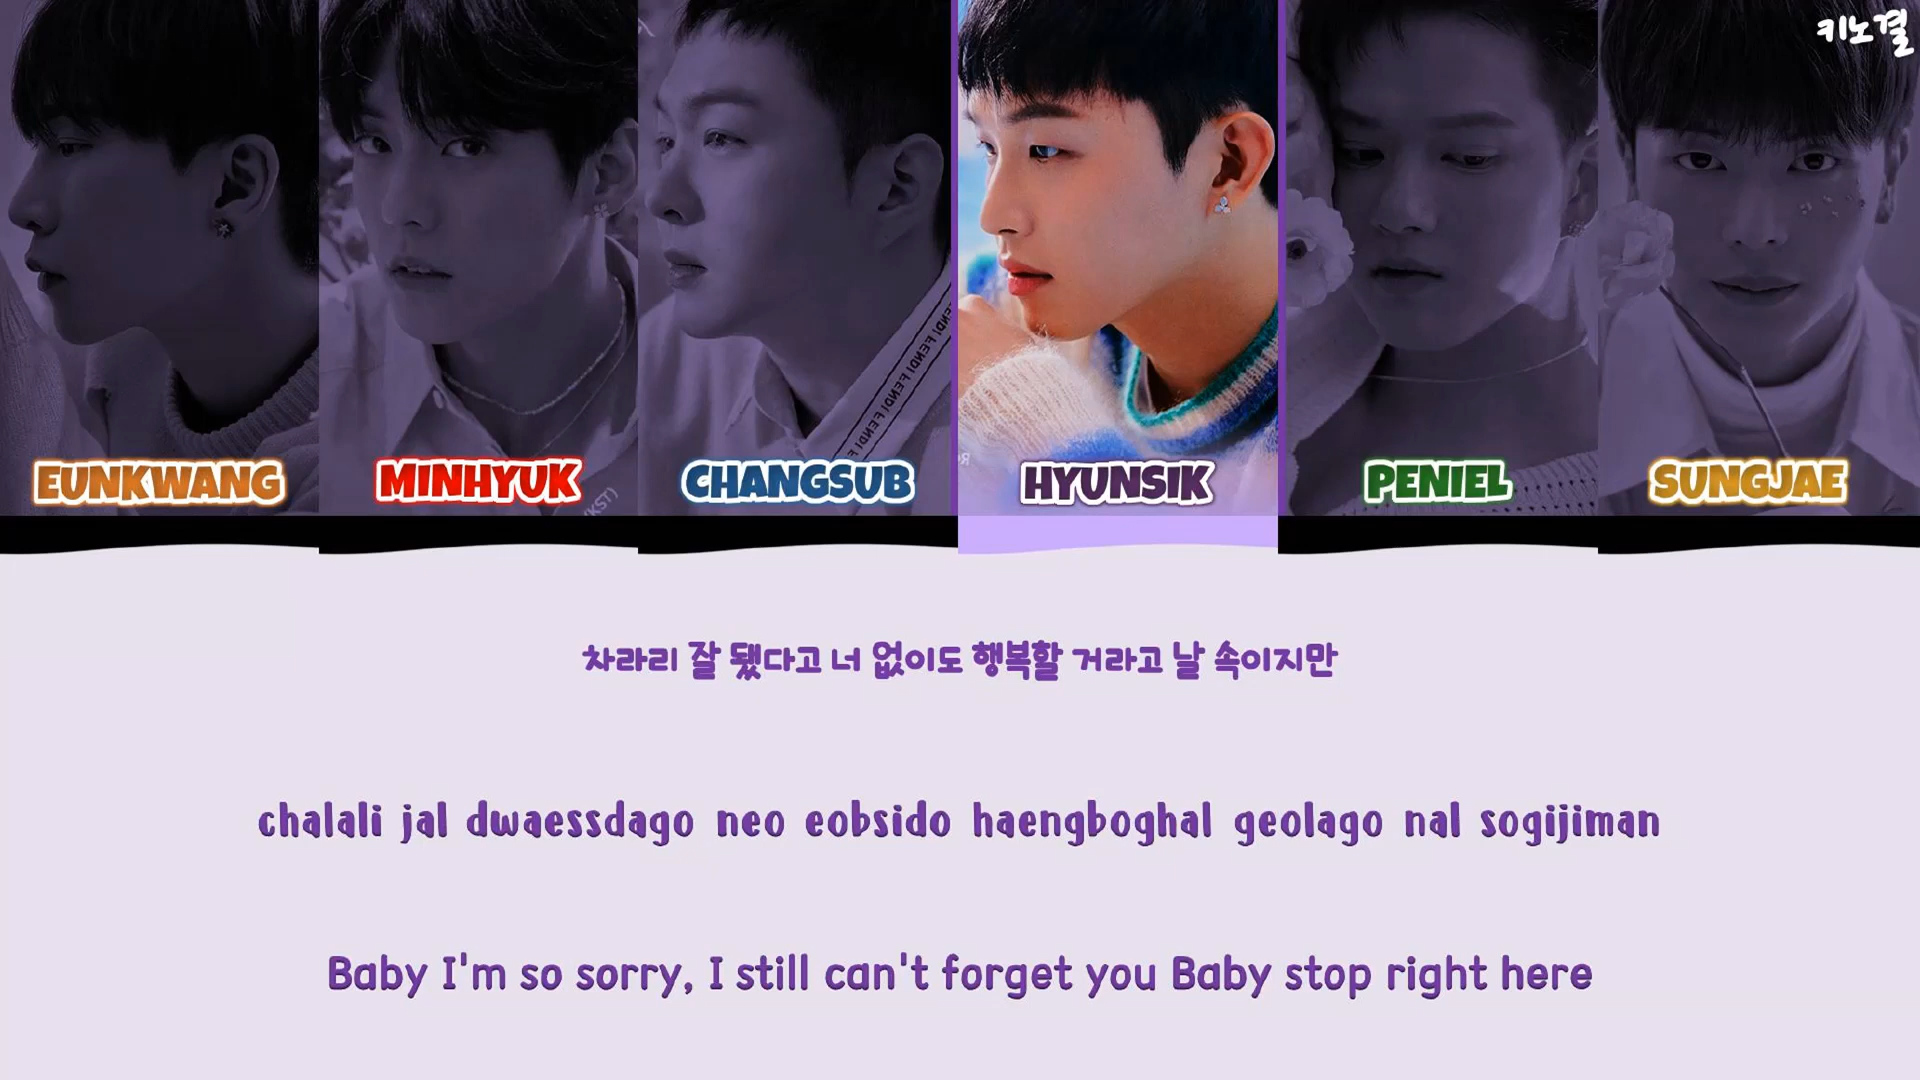 키노결
EUNKWANG
MINHYUK
CHANGSUB
HYUNSIK
PENIEL
SUNGJAE
차라리 잘 됐다고 너 없이도 행복할 거라고 날 속이지만
chalali jal dwaessdago neo eobsido haengboghal geolago nal sogijiman
Baby I'm so sorry, I still can't forget you Baby stop right here